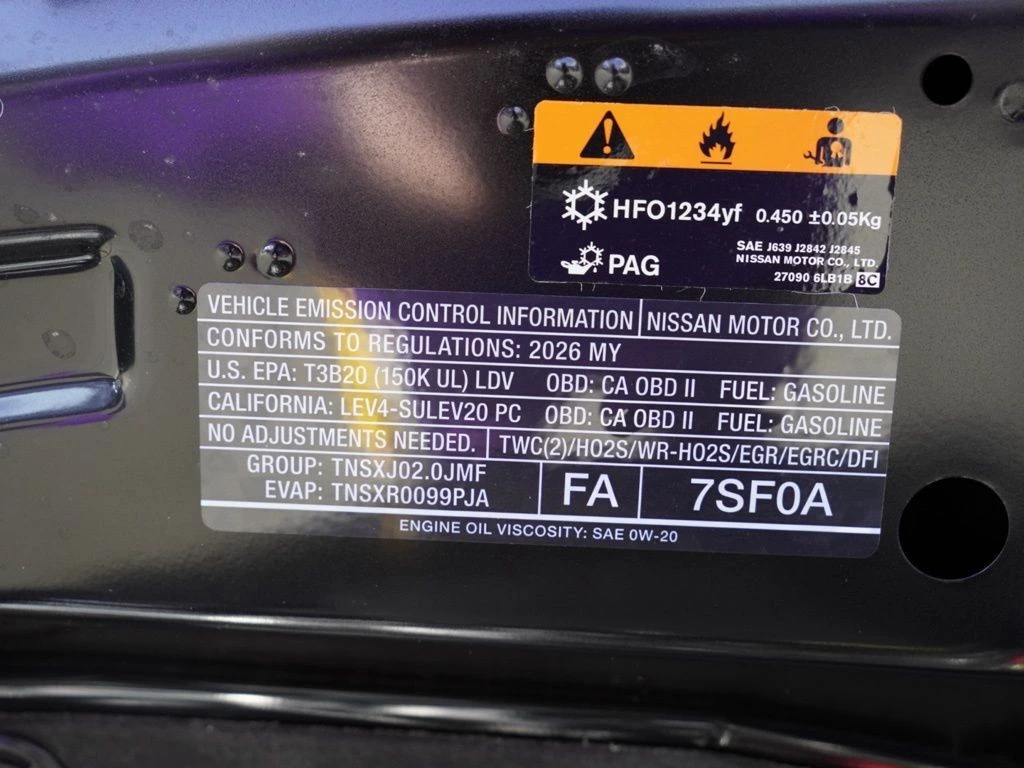 HFO1234yf 0.450 ±0.05Kg
SAE J639 J2842 J2845
NISSAN MOTOR CO., LTD.
PAG
27090 6LB1B 8C
VEHICLE EMISSION CONTROL INFORMATION NISSAN MOTOR CO., LTD.
CONFORMS TO REGULATIONS: 2026 MY
U.S. EPA: T3B20 (150K UL) LDV OBD: CA OBD II FUEL: GASOLINE
CALIFORNIA: LEV4-SULEV20 PC OBD: CA OBD II FUEL: GASOLINE
NO ADJUSTMENTS NEEDED. TWC(2)/HO2S/WR-HO2S/EGR/EGRC/DFI
GROUP: TNSXJ02.0JMF
EVAP: TNSXR0099PJA
FA 7SF0A
ENGINE OIL VISCOSITY: SAE 0W-20